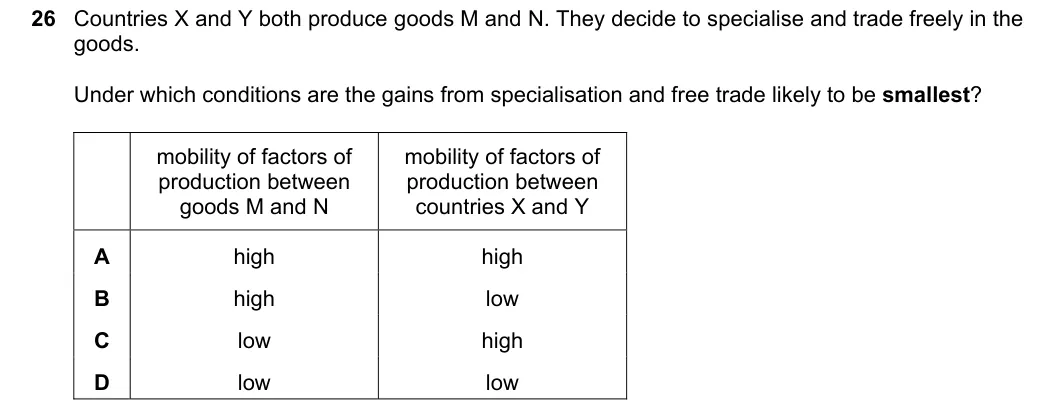 26 Countries X and Y both produce goods M and N. They decide to specialise and trade freely in the
goods.
Under which conditions are the gains from specialisation and free trade likely to be smallest?
mobility of factors of production between goods M and N
mobility of factors of production between countries X and Y
A high high
B high low
C low high
D low low